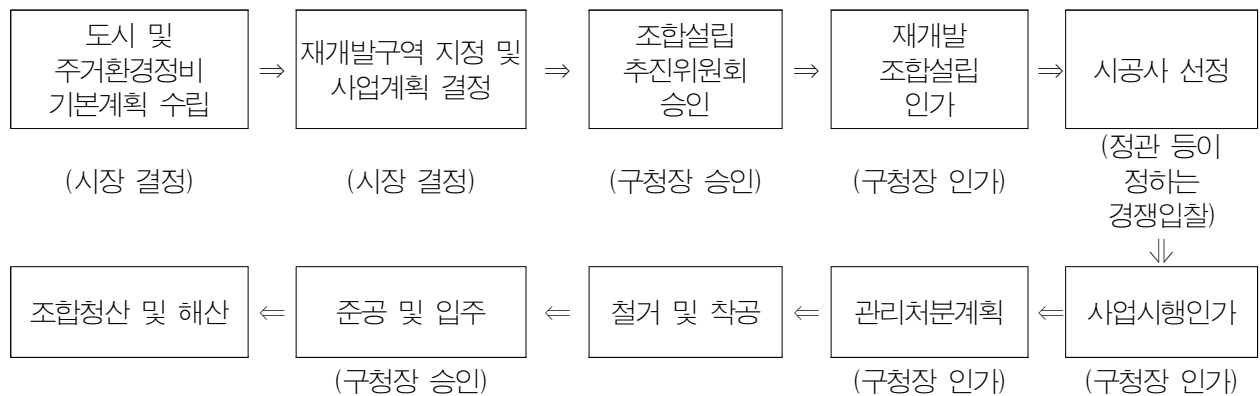 도시 및
주거환경정비
기본계획 수립
⇒
재개발구역 지정 및
사업계획 결정
⇒
조합설립
추진위원회
승인
⇒
재개발
조합설립
인가
⇒
시공사 선정
(시장 결정)
(시장 결정)
(구청장 승인)
(구청장 인가)
(정관 등이
정하는
경쟁입찰)
⇓
조합청산 및 해산
⇐
준공 및 입주
⇐
철거 및 착공
⇐
관리처분계획
⇐
사업시행인가
(구청장 승인)
(구청장 인가)
(구청장 인가)